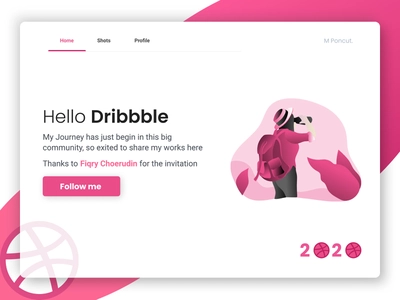 Home Shots Profile M Poncut.
Hello Dribbble
My Journey has just begin in this big
community, so exited to share my works here
Thanks to Fiqry Choerudin for the invitation
Follow me
2020